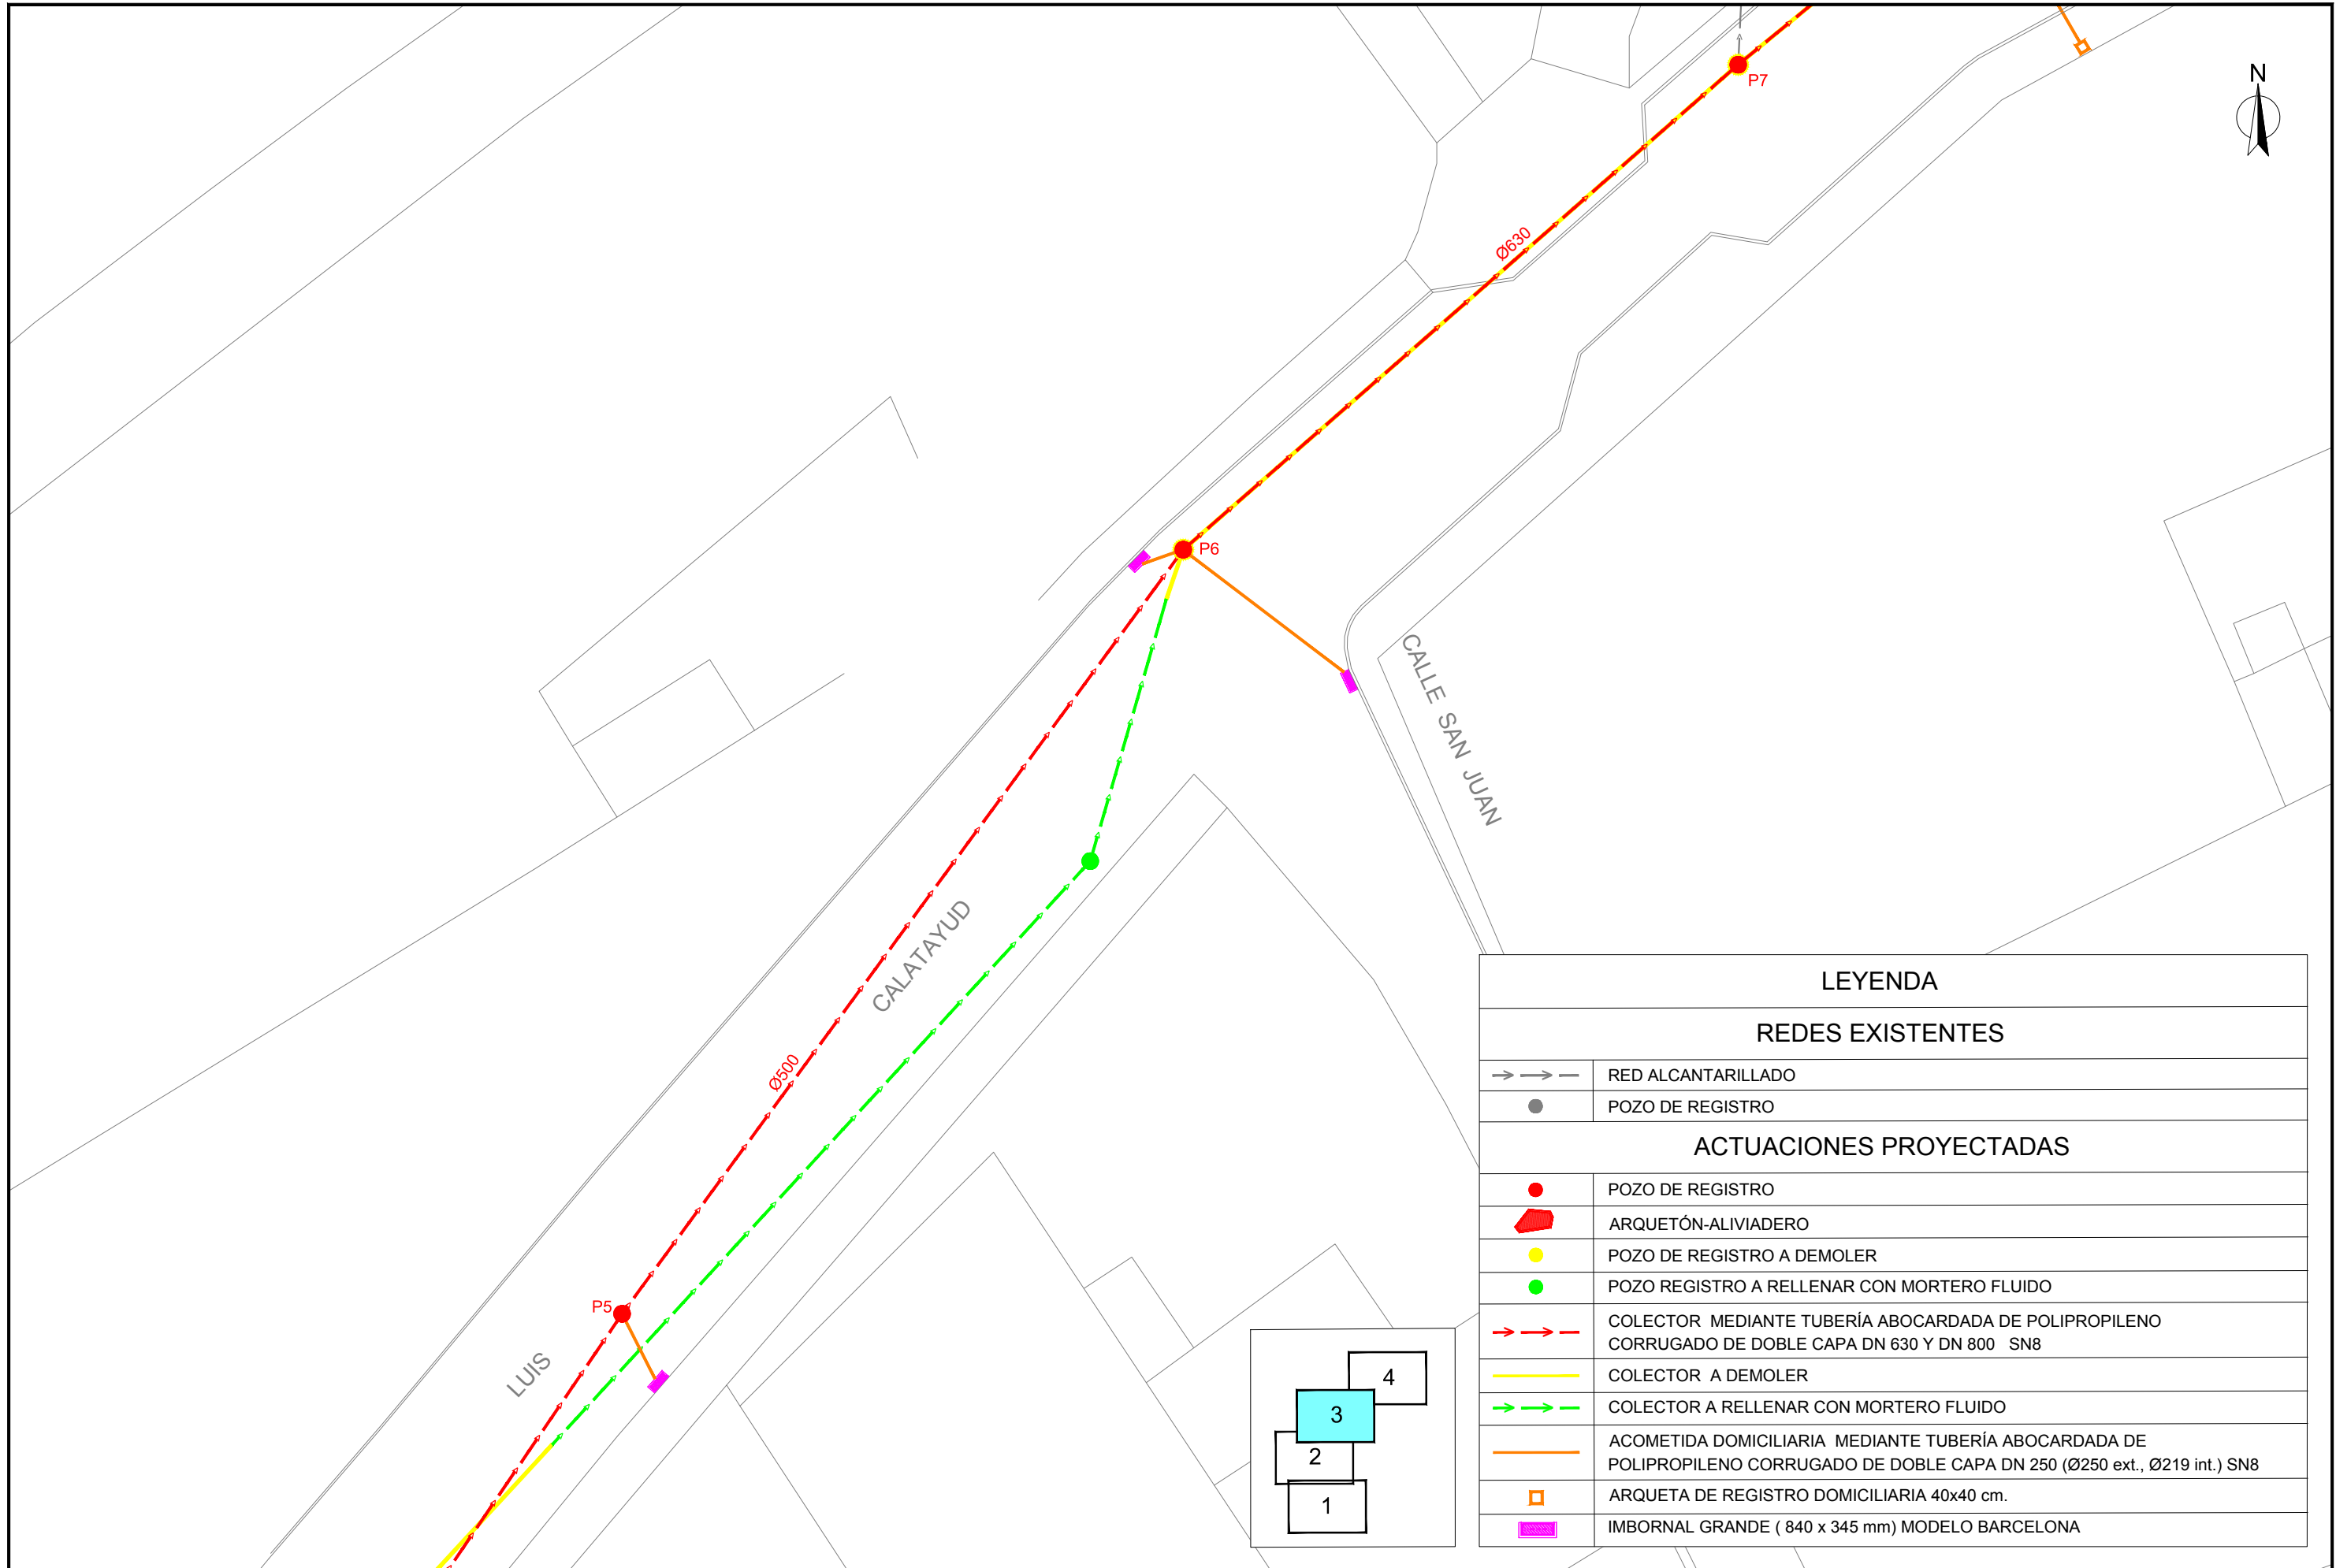 P7
N
Ø630
P6
CALLE SAN JUAN
CALATAYUD
Ø500
P5
LUIS
LEYENDA
REDES EXISTENTES
RED ALCANTARILLADO
POZO DE REGISTRO
ACTUACIONES PROYECTADAS
POZO DE REGISTRO
ARQUETÓN-ALIVIADERO
POZO DE REGISTRO A DEMOLER
POZO REGISTRO A RELLENAR CON MORTERO FLUIDO
COLECTOR MEDIANTE TUBERÍA ABOCARDADA DE POLIPROPILENO
CORRUGADO DE DOBLE CAPA DN 630 Y DN 800 SN8
COLECTOR A DEMOLER
COLECTOR A RELLENAR CON MORTERO FLUIDO
ACOMETIDA DOMICILIARIA MEDIANTE TUBERÍA ABOCARDADA DE
POLIPROPILENO CORRUGADO DE DOBLE CAPA DN 250 (Ø250 ext., Ø219 int.) SN8
ARQUETA DE REGISTRO DOMICILIARIA 40x40 cm.
IMBORNAL GRANDE ( 840 x 345 mm) MODELO BARCELONA
4
3
2
1